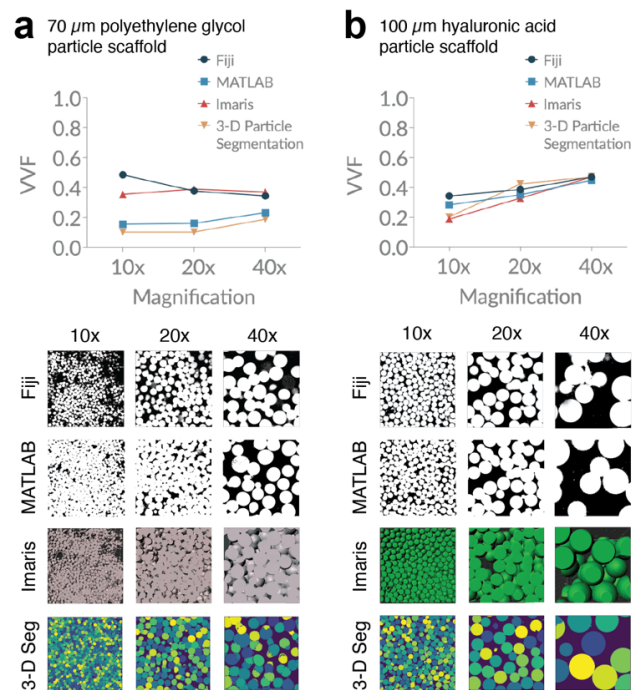 a 70 µm polyethylene glycol
particle scaffold
Fiji
MATLAB
Imaris
3-D Particle
Segmentation
1.0
0.8
0.6
0.4
0.2
0.0
VVF
10x 20x 40x
Magnification
10x 20x 40x
Fiji
MATLAB
Imaris
3-D Seg
b 100 µm hyaluronic acid
particle scaffold
Fiji
MATLAB
Imaris
3-D Particle
Segmentation
1.0
0.8
0.6
0.4
0.2
0.0
VVF
10x 20x 40x
Magnification
10x 20x 40x
Fiji
MATLAB
Imaris
3-D Seg